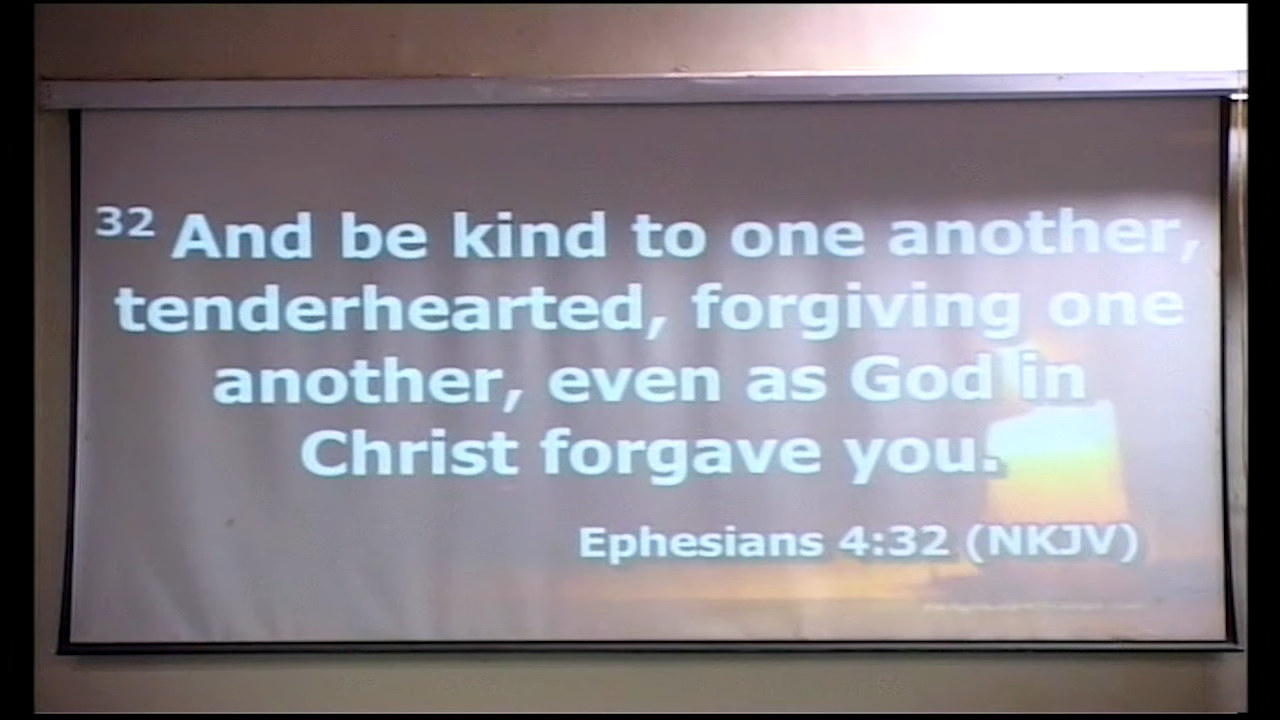 32 And be kind to one another,
tenderhearted, forgiving one
another, even as God in
Christ forgave you.
Ephesians 4:32 (NKJV)